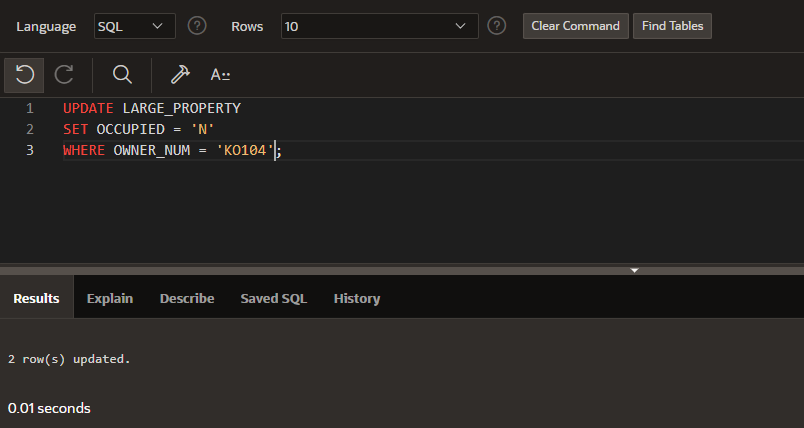 Language SQL ? Rows 10 ? Clear Command Find Tables
A::
1 UPDATE LARGE_PROPERTY
2 SET OCCUPIED = 'N'
3 WHERE OWNER_NUM = 'KO104';
Results Explain Describe Saved SQL History
2 row(s) updated.
0.01 seconds